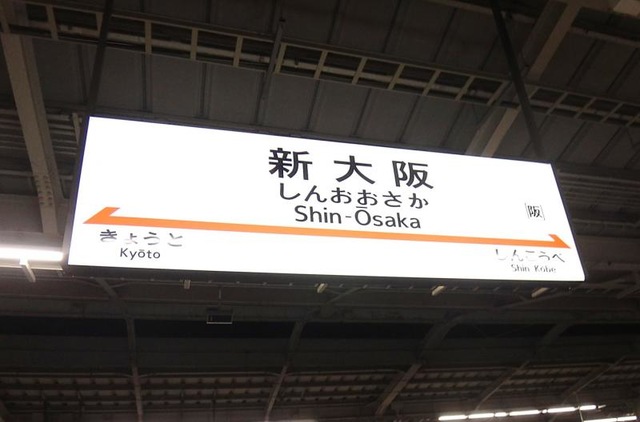 新大阪
しんおおさか
Shin-Osaka
阪
きょうと
Kyōto
しんこうべ
Shin-Kobe